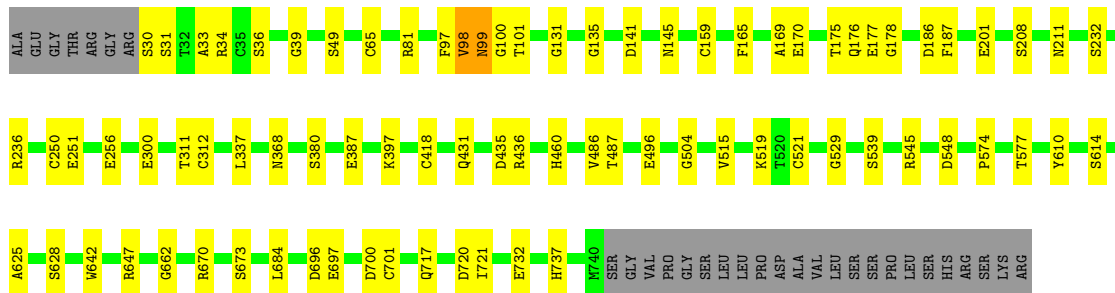 ALA GLU GLY THR ARG GLY ARG S30 S31 T32 A33 R34 C35 S36 G39 S49 C65 R81 F97 V98 N99 G100 T101 G131 G135 D141 N145 C159 F165 A169 E170 T175 Q176 E177 G178 D186 F187 E201 S208 N211 S232
R236 C250 E251 E256 E300 T311 C312 L337 N368 S380 E387 K397 C418 Q431 D435 R436 H460 V486 T487 E496 G504 V515 K519 T520 C521 G529 S539 R545 D548 P574 T577 Y610 S614
A625 S628 W642 R647 G662 R670 S673 L684 D696 E697 D700 C701 Q717 D720 I721 E732 H737 M740 SER GLY VAL PRO GLY SER LEU LEU PRO ASP ALA VAL LEU SER SER PRO LEU SER HIS ARG SER LYS ARG